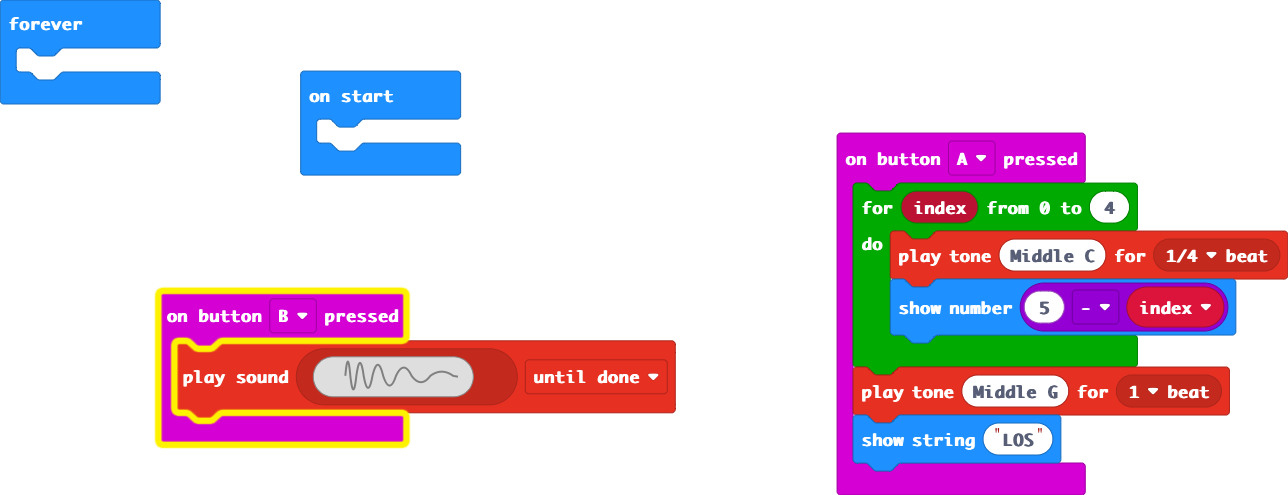 forever
on start
on button A pressed
for index from 0 to 4
do
play tone Middle C for 1/4 beat
show number 5 - index
play tone Middle G for 1 beat
show string "LOS"
on button B pressed
play sound until done